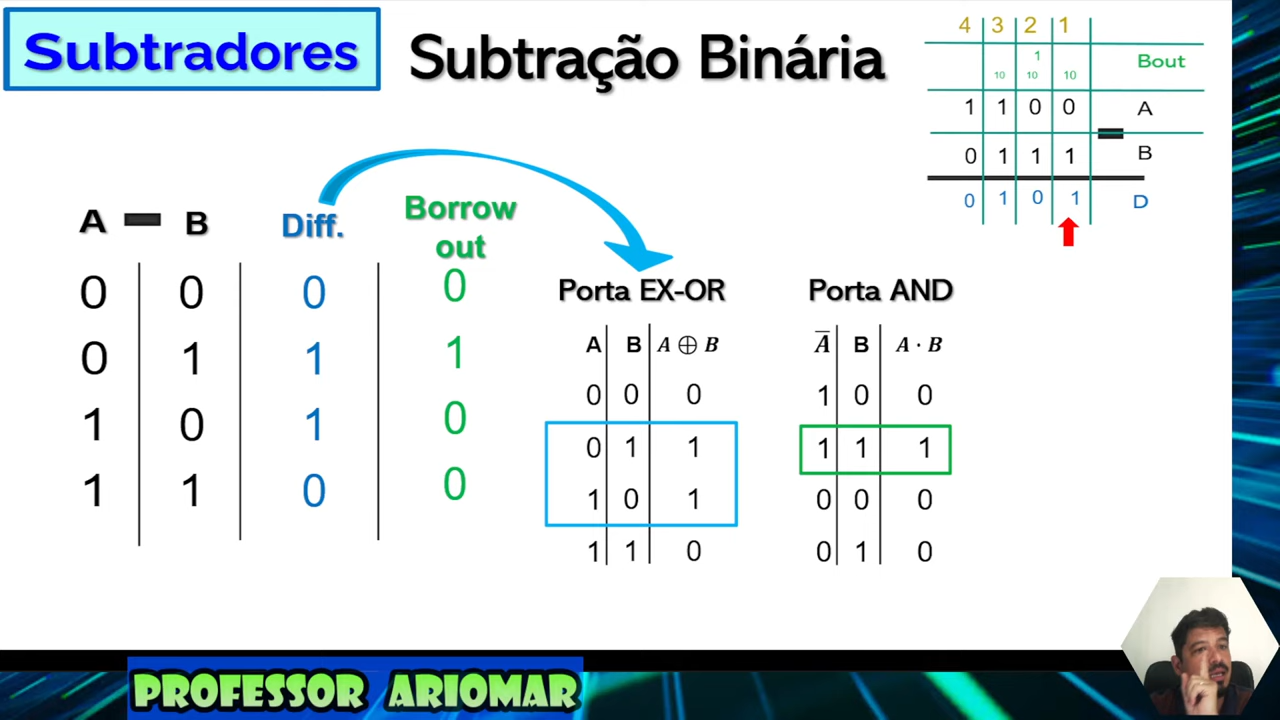 Subtradores
Subtração Binária
4 3 2 1
1
10 10 10
Bout
1 1 0 0 A
0 1 1 1 B
0 1 0 1 D
A B Diff. Borrow
out
0 0 0 0
0 1 1 1
1 0 1 0
1 1 0 0
Porta EX-OR
A B A ⊕ B
0 0 0
0 1 1
1 0 1
1 1 0
Porta AND
A̅ B A · B
1 0 0
1 1 1
0 0 0
0 1 0
PROFESSOR ARIOMAR